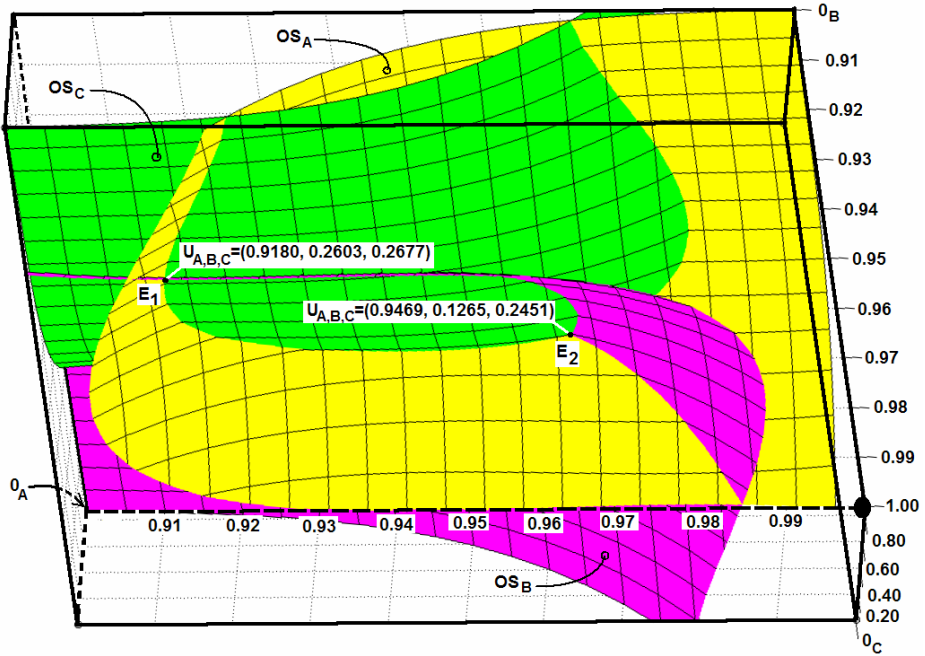 0B
OSA
0.91
OSC
0.92
0.93
0.94
UA,B,C=(0.9180, 0.2603, 0.2677)
0.95
E1
0.96
UA,B,C=(0.9469, 0.1265, 0.2451)
E2
0.97
0.98
0.99
0A
1.00
0.91 0.92 0.93 0.94 0.95 0.96 0.97 0.98 0.99
0.80
0.60
OSB
0.40
0.20
0C